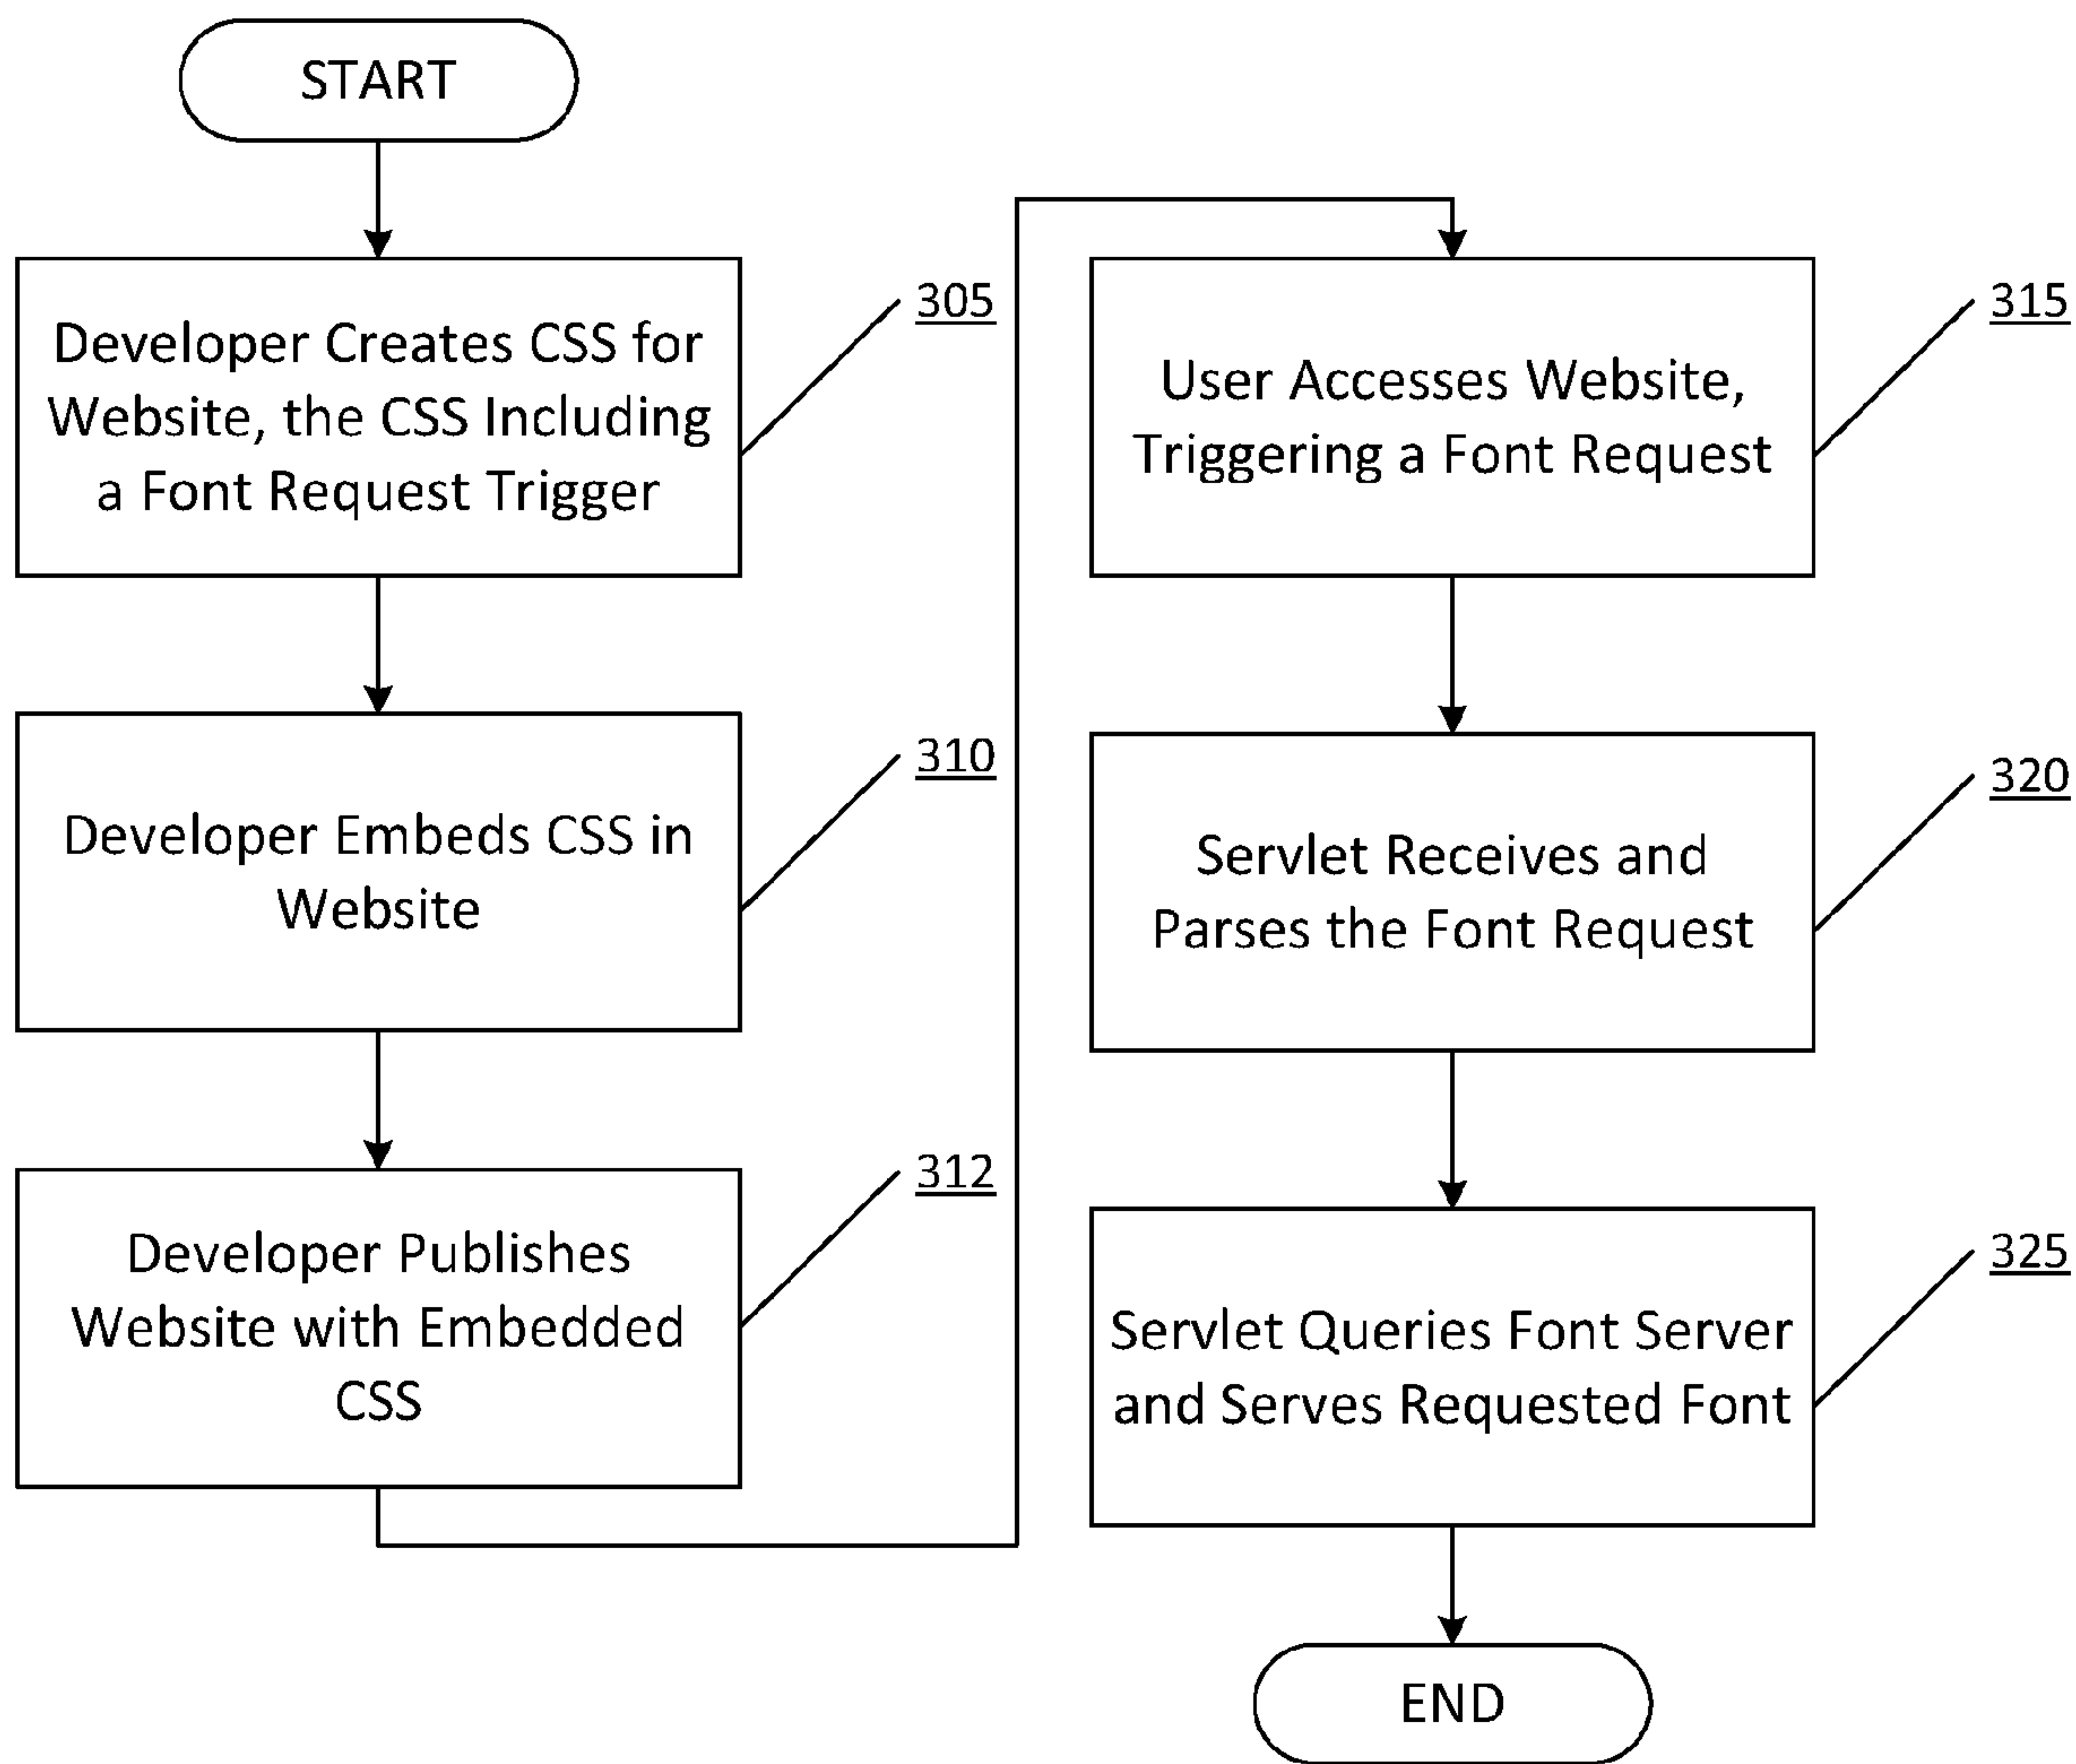 START
Developer Creates CSS for
Website, the CSS Including
a Font Request Trigger
305
Developer Embeds CSS in
Website
310
Developer Publishes
Website with Embedded
CSS
312
User Accesses Website,
Triggering a Font Request
315
Servlet Receives and
Parses the Font Request
320
Servlet Queries Font Server
and Serves Requested Font
325
END